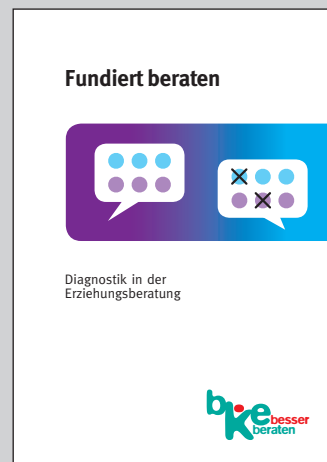 Fundiert beraten
Diagnostik in der
Erziehungsberatung
bke besser
beraten